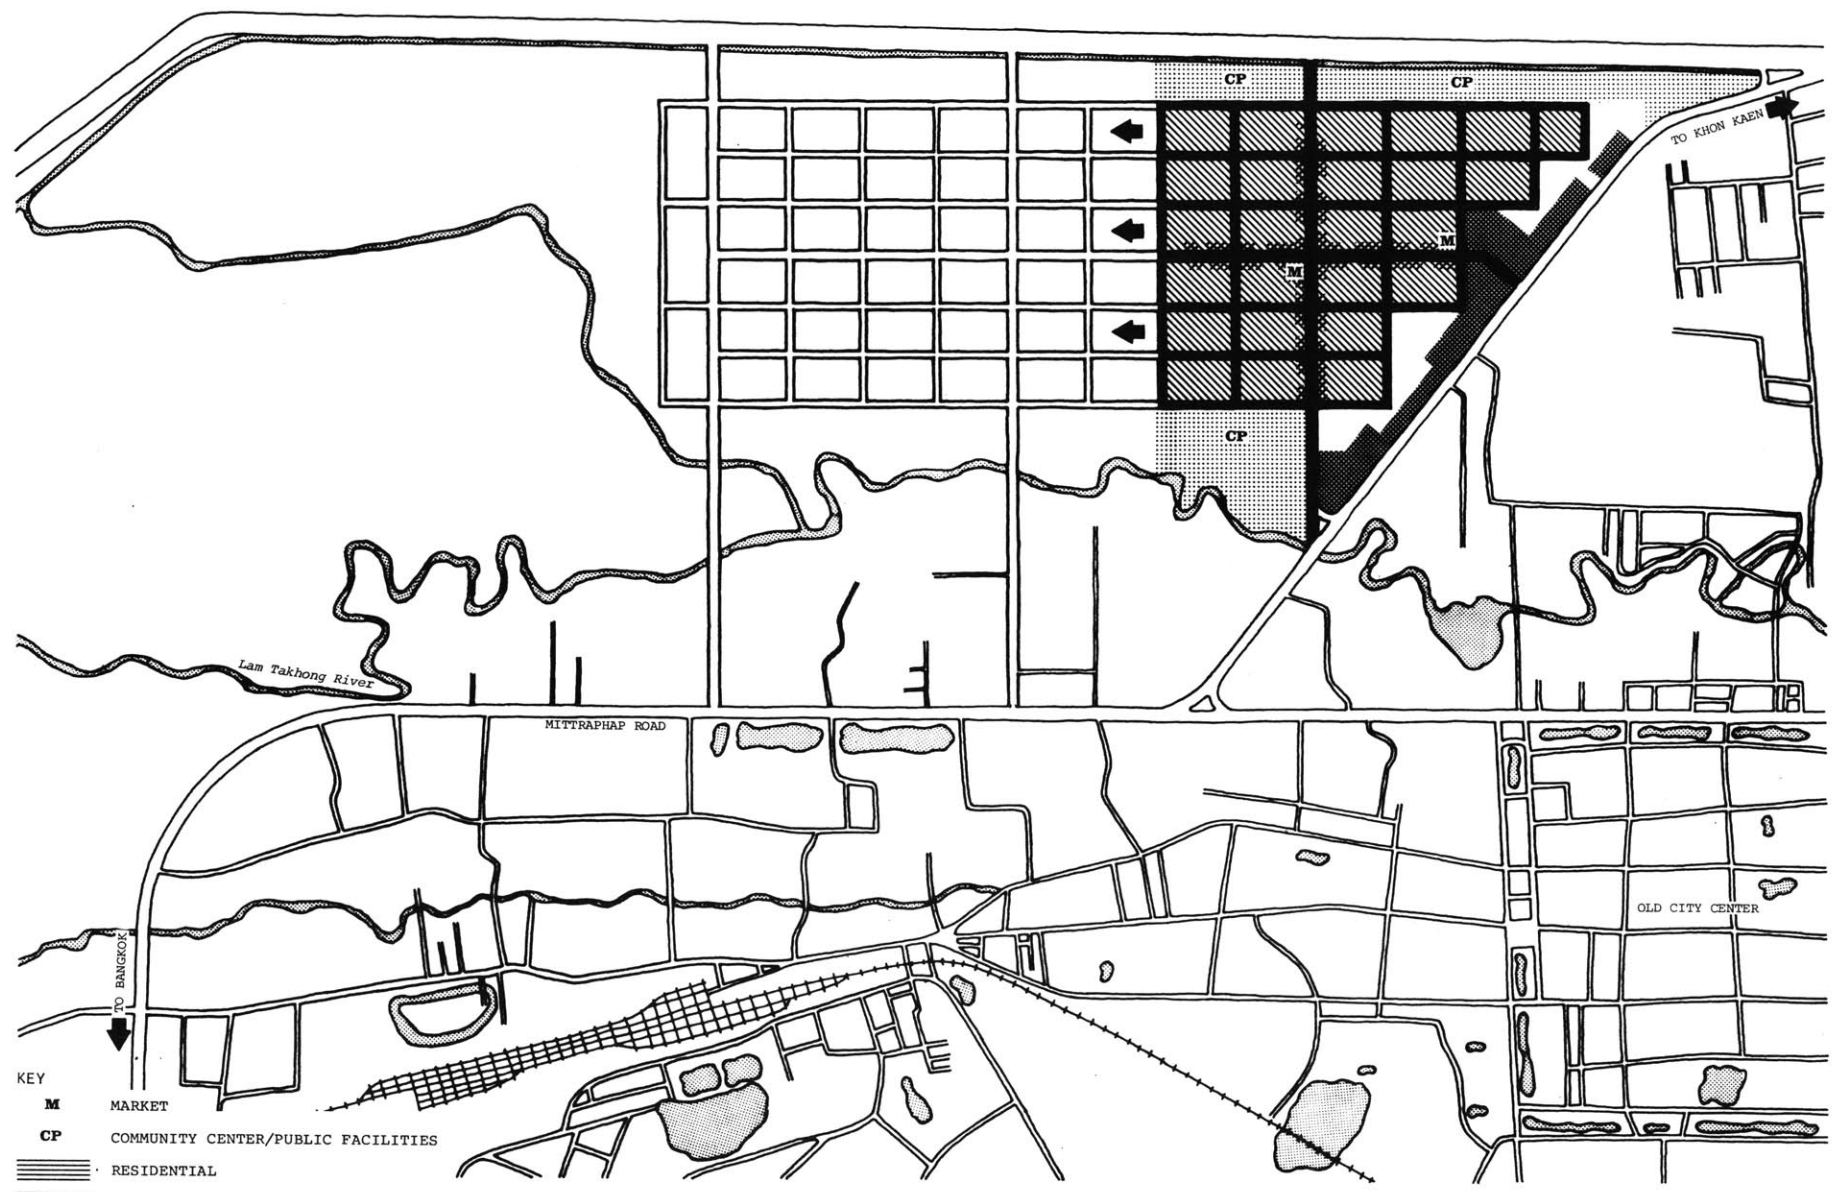 CP
CP
TO KHON KAEN
M
M
CP
Lam Takhong River
MITTRAPHAP ROAD
OLD CITY CENTER
TO BANGKOK
KEY
M MARKET
CP COMMUNITY CENTER/PUBLIC FACILITIES
RESIDENTIAL